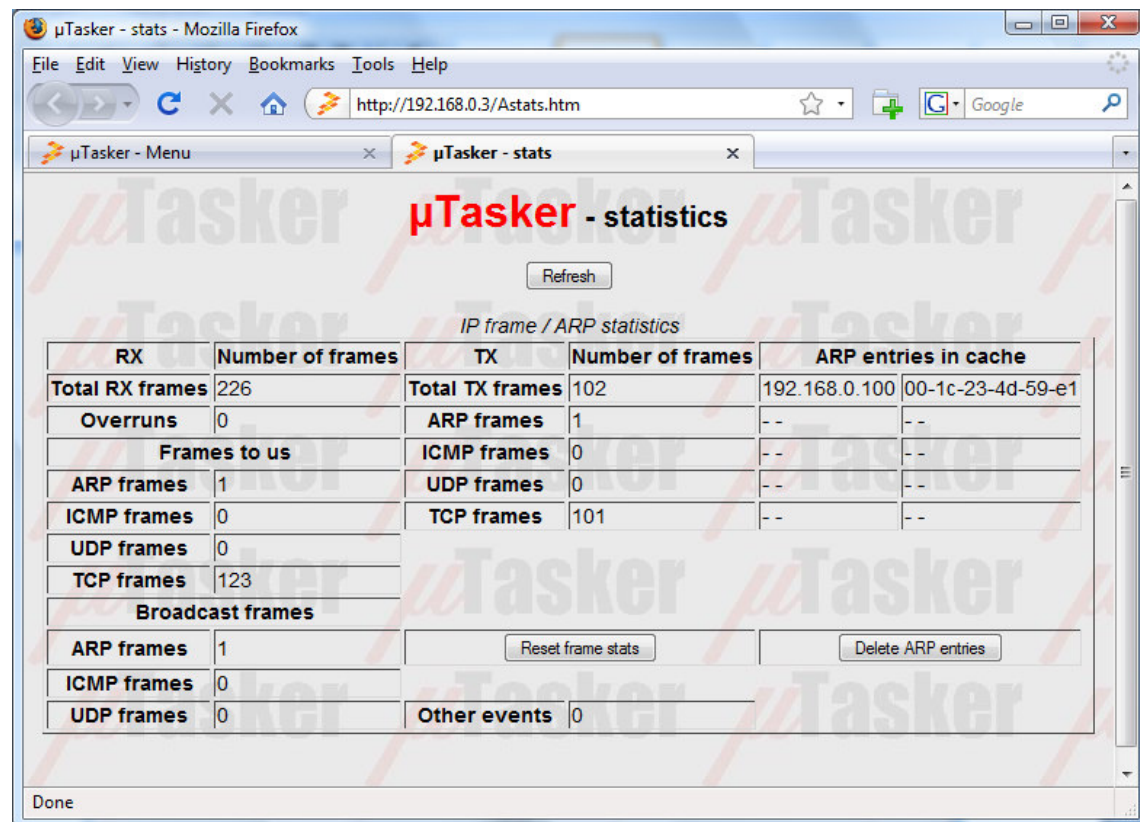 µTasker - stats - Mozilla Firefox
File Edit View History Bookmarks Tools Help
http://192.168.0.3/Astats.htm
G Google
µTasker - Menu
µTasker - stats
µTasker - statistics
Refresh
IP frame / ARP statistics
RX Number of frames TX Number of frames ARP entries in cache
Total RX frames 226 Total TX frames 102 192.168.0.100 00-1c-23-4d-59-e1
Overruns 0 ARP frames 1 - - - -
Frames to us ICMP frames 0 - - - -
ARP frames 1 UDP frames 0 - - - -
ICMP frames 0 TCP frames 101 - - - -
UDP frames 0
TCP frames 123
Broadcast frames
ARP frames 1 Reset frame stats Delete ARP entries
ICMP frames 0
UDP frames 0 Other events 0
Done